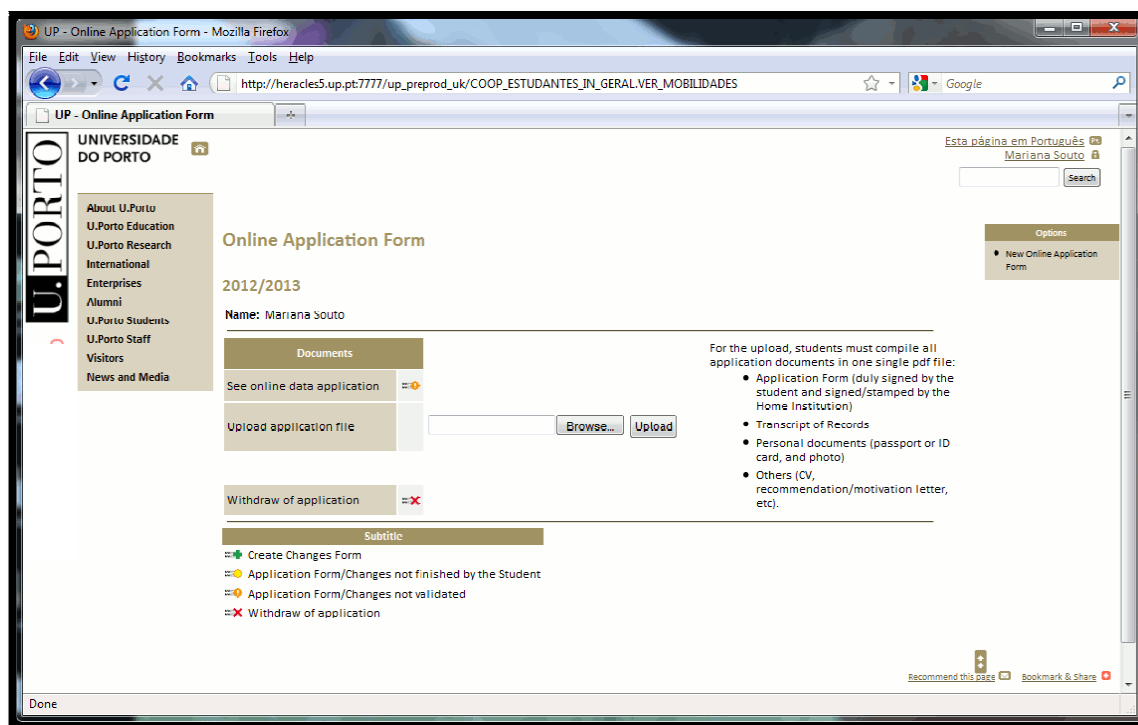 UP - Online Application Form - Mozilla Firefox
File Edit View History Bookmarks Tools Help
http://heracles5.up.pt:7777/up_preprod_uk/COOP_ESTUDANTES_IN_GERAL.VER_MOBILIDADES
Google
UP - Online Application Form
U.PORTO
UNIVERSIDADE
DO PORTO
Esta página em Português
Mariana Souto
Search
About U.Porto
U.Porto Education
U.Porto Research
International
Enterprises
Alumni
U.Porto Students
U.Porto Staff
Visitors
News and Media
Online Application Form
2012/2013
Name: Mariana Souto
Options
New Online Application
Form
Documents
See online data application
Upload application file
Browse... Upload
Withdraw of application
For the upload, students must compile all
application documents in one single pdf file:
Application Form (duly signed by the
student and signed/stamped by the
Home Institution)
Transcript of Records
Personal documents (passport or ID
card, and photo)
Others (CV,
recommendation/motivation letter,
etc).
Subtitle
Create Changes Form
Application Form/Changes not finished by the Student
Application Form/Changes not validated
Withdraw of application
Recommend this page Bookmark & Share
Done